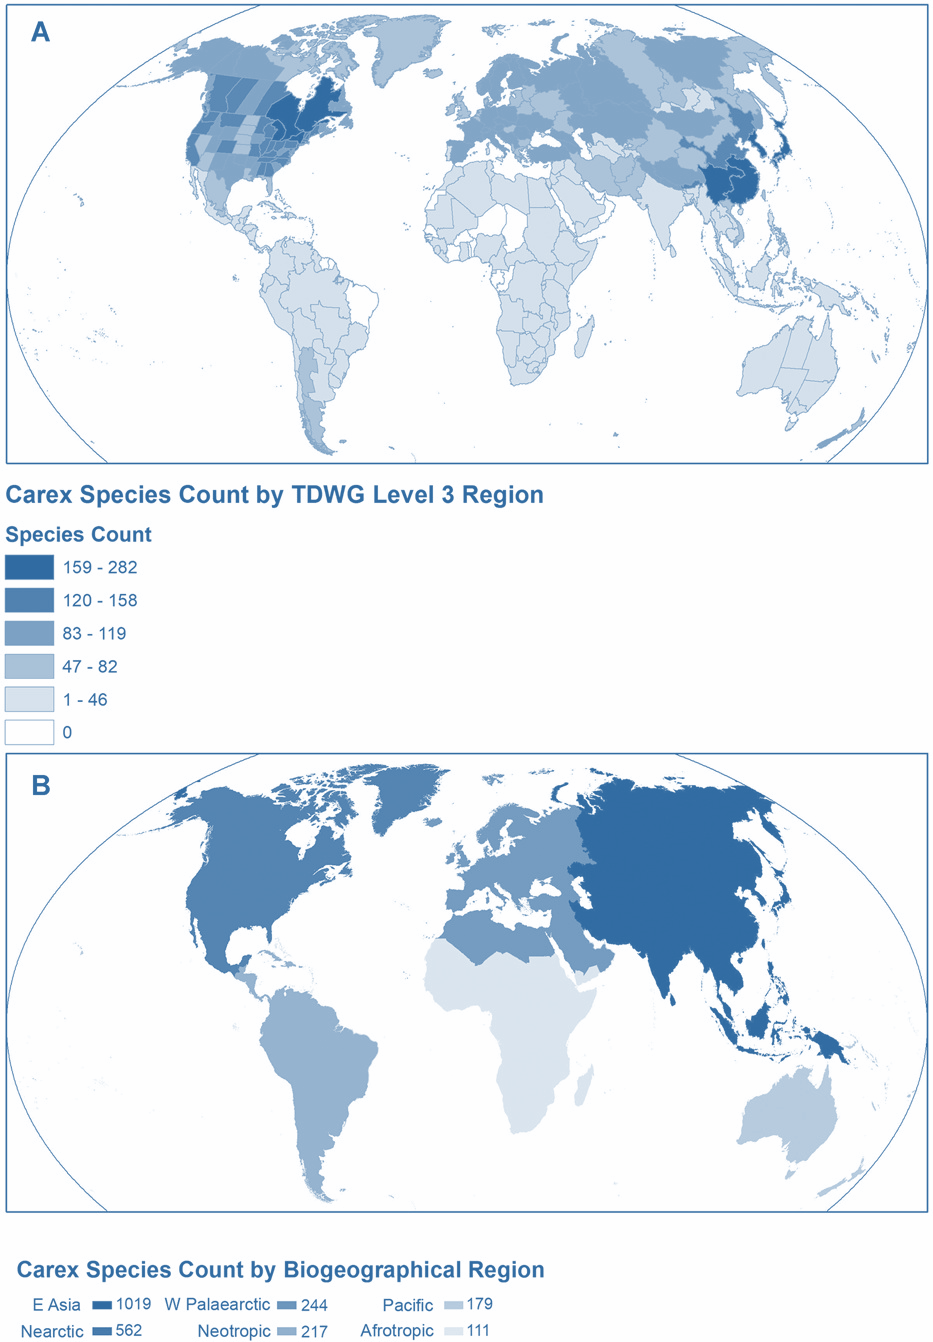 A
Carex Species Count by TDWG Level 3 Region
Species Count
159 - 282
120 - 158
83 - 119
47 - 82
1 - 46
0
B
Carex Species Count by Biogeographical Region
E Asia 1019 W Palaearctic 244 Pacific 179
Nearctic 562 Neotropic 217 Afrotropic 111